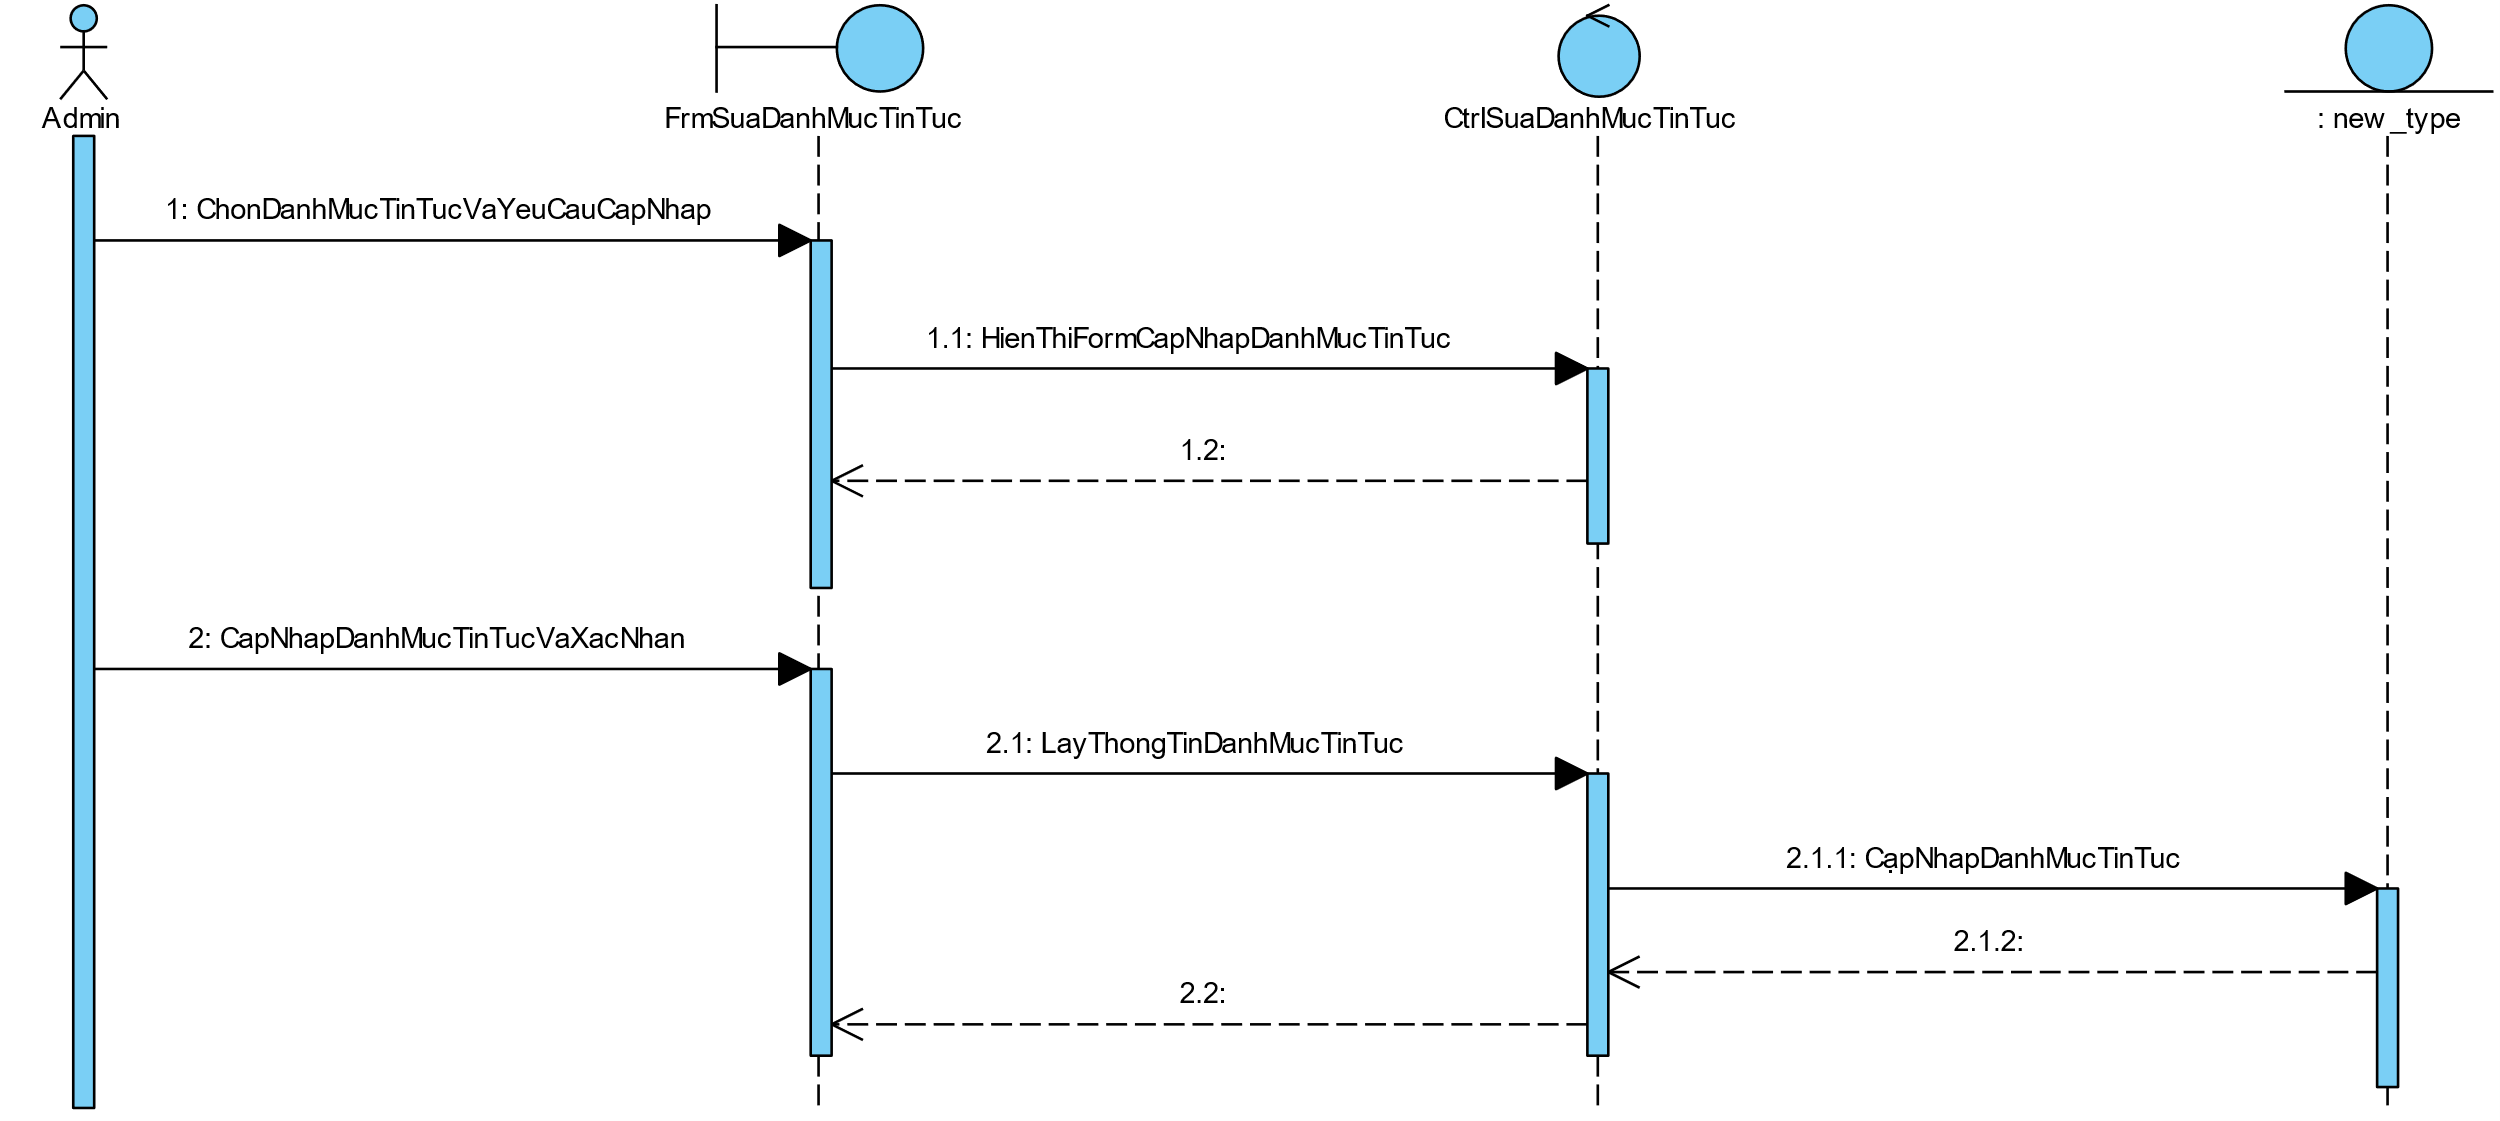 Admin
FrmSuaDanhMucTinTuc
CtrlSuaDanhMucTinTuc
: new_type
1: ChonDanhMucTinTucVaYeuCauCapNhap
1.1: HienThiFormCapNhapDanhMucTinTuc
1.2:
2: CapNhapDanhMucTinTucVaXacNhan
2.1: LayThongTinDanhMucTinTuc
2.1.1: CạpNhapDanhMucTinTuc
2.1.2:
2.2: